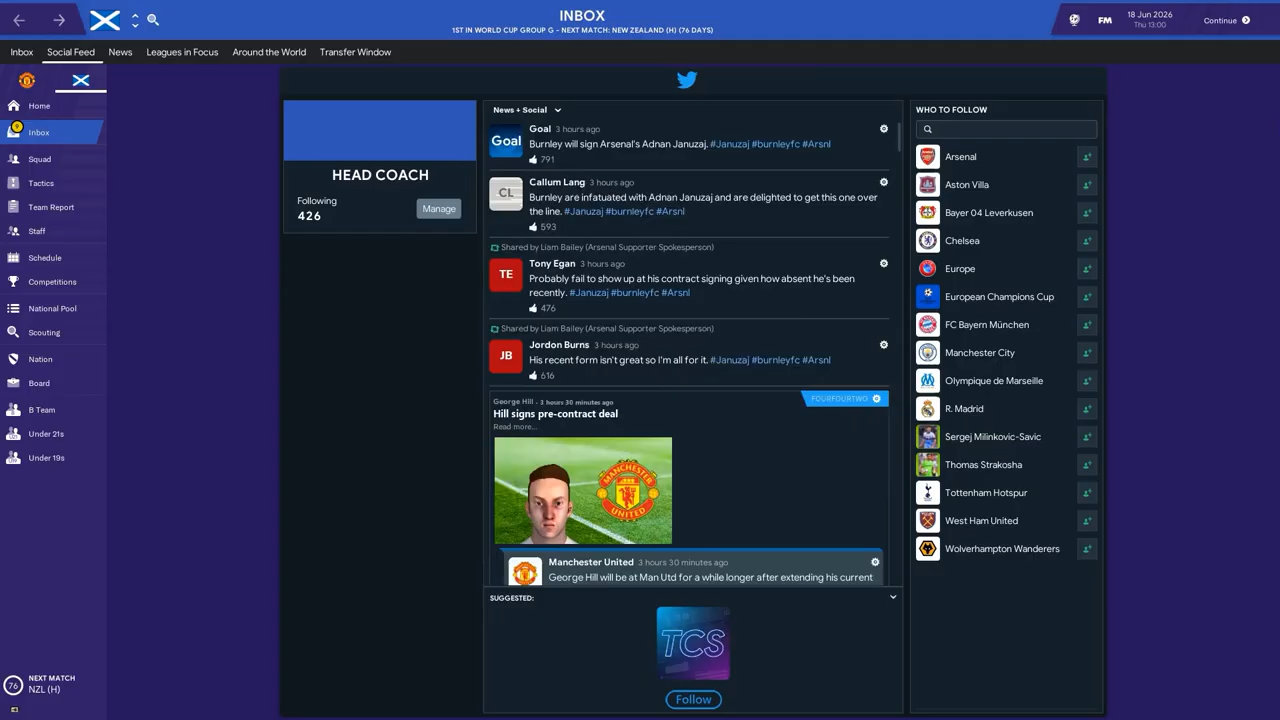 INBOX
1ST IN WORLD CUP GROUP G - NEXT MATCH: NEW ZEALAND (H) (76 DAYS)
FM
18 Jun 2026
Thu 13:00
Continue
Inbox
Social Feed
News
Leagues in Focus
Around the World
Transfer Window
Home
9
Inbox
Squad
Tactics
Team Report
Staff
Schedule
Competitions
National Pool
Scouting
Nation
Board
B Team
Under 21s
Under 19s
76
NEXT MATCH
NZL (H)
HEAD COACH
Following
426
Manage
News + Social
Goal
Goal 3 hours ago
Burnley will sign Arsenal's Adnan Januzaj. #Januzaj #burnleyfc #Arsnl
791
CL
Callum Lang 3 hours ago
Burnley are infatuated with Adnan Januzaj and are delighted to get this one over
the line. #Januzaj #burnleyfc #Arsnl
593
Shared by Liam Bailey (Arsenal Supporter Spokesperson)
TE
Tony Egan 3 hours ago
Probably fail to show up at his contract signing given how absent he's been
recently. #Januzaj #burnleyfc #Arsnl
476
Shared by Liam Bailey (Arsenal Supporter Spokesperson)
JB
Jordon Burns 3 hours ago
His recent form isn't great so I'm all for it. #Januzaj #burnleyfc #Arsnl
616
George Hill - 3 hours 30 minutes ago
FOURFOURTWO
Hill signs pre-contract deal
Read more...
MANCHESTER
UNITED
Manchester United 3 hours 30 minutes ago
George Hill will be at Man Utd for a while longer after extending his current
SUGGESTED:
TCS
Follow
WHO TO FOLLOW
Arsenal
Aston Villa
Bayer 04 Leverkusen
Chelsea
Europe
European Champions Cup
FC Bayern München
Manchester City
Olympique de Marseille
R. Madrid
Sergej Milinkovic-Savic
Thomas Strakosha
Tottenham Hotspur
West Ham United
Wolverhampton Wanderers